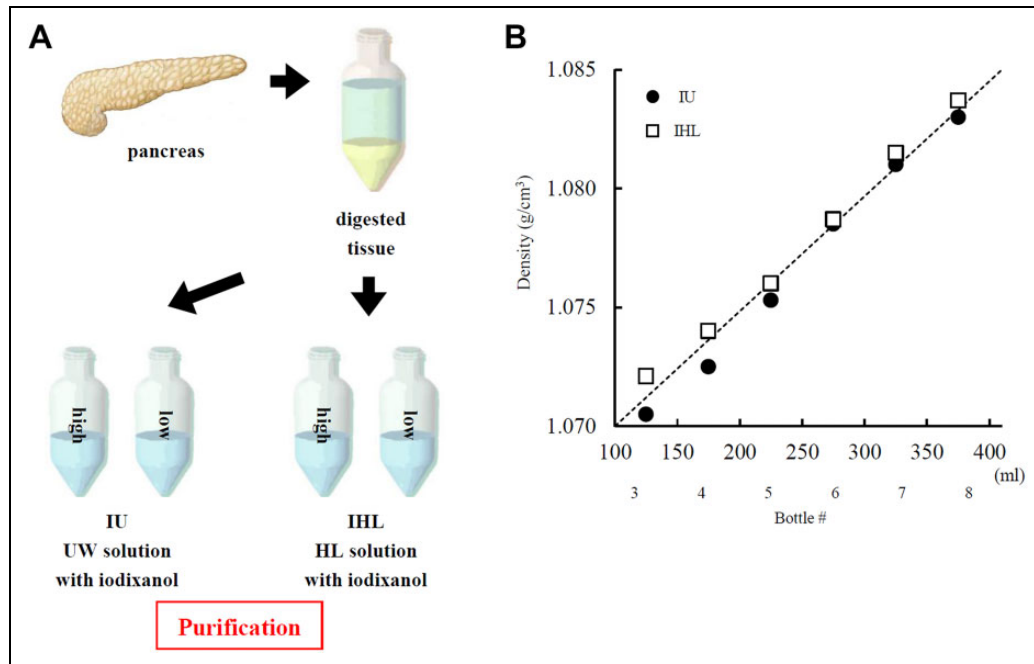 A
pancreas
digested
tissue
high
low
high
low
IU
UW solution
with iodixanol
IHL
HL solution
with iodixanol
Purification
B
1.085
1.080
1.075
1.070
Density (g/cm³)
IU
IHL
100 150 200 250 300 350 400
(ml)
3 4 5 6 7 8
Bottle #